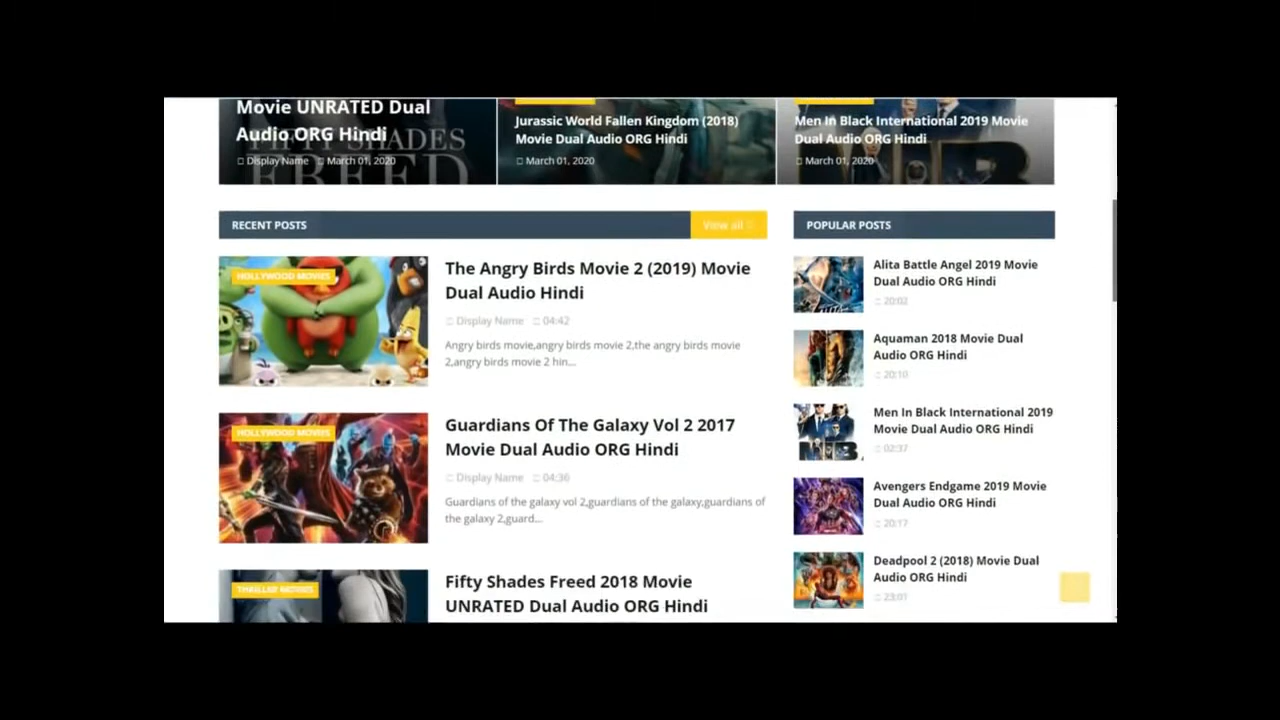 Movie UNRATED Dual
Audio ORG Hindi
Display Name March 01, 2020
FIFTY SHADES
FREED
Jurassic World Fallen Kingdom (2018)
Movie Dual Audio ORG Hindi
March 01, 2020
Men In Black International 2019 Movie
Dual Audio ORG Hindi
March 01, 2020
RECENT POSTS
View all
HOLLYWOOD MOVIES
The Angry Birds Movie 2 (2019) Movie
Dual Audio Hindi
Display Name 04:42
Angry birds movie,angry birds movie 2,the angry birds movie
2,angry birds movie 2 hin...
HOLLYWOOD MOVIES
Guardians Of The Galaxy Vol 2 2017
Movie Dual Audio ORG Hindi
Display Name 04:36
Guardians of the galaxy vol 2,guardians of the galaxy,guardians of
the galaxy 2,guard...
THRILLER MOVIES
Fifty Shades Freed 2018 Movie
UNRATED Dual Audio ORG Hindi
POPULAR POSTS
Alita Battle Angel 2019 Movie
Dual Audio ORG Hindi
20:02
Aquaman 2018 Movie Dual
Audio ORG Hindi
20:10
Men In Black International 2019
Movie Dual Audio ORG Hindi
02:37
Avengers Endgame 2019 Movie
Dual Audio ORG Hindi
20:17
Deadpool 2 (2018) Movie Dual
Audio ORG Hindi
23:01